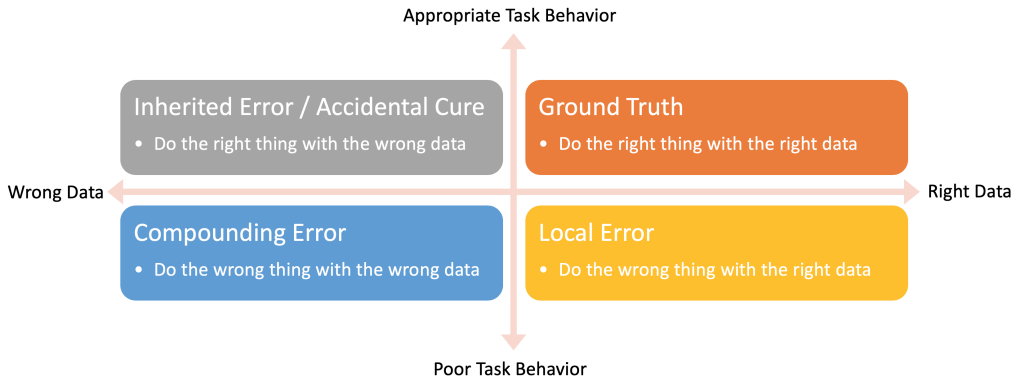 Appropriate Task Behavior
Inherited Error / Accidental Cure
• Do the right thing with the wrong data
Ground Truth
• Do the right thing with the right data
Wrong Data
Right Data
Compounding Error
• Do the wrong thing with the wrong data
Local Error
• Do the wrong thing with the right data
Poor Task Behavior